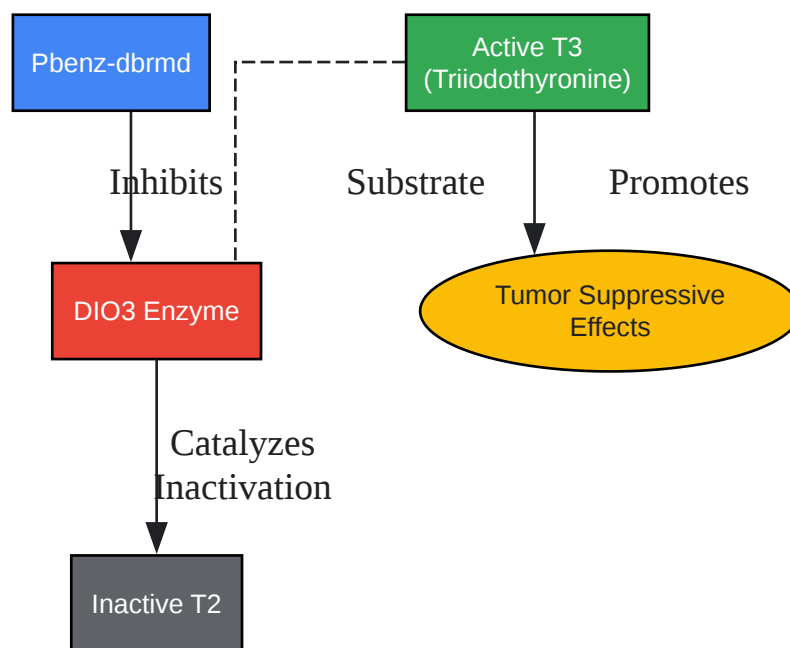 Pbenz-dbrmd
Active T3
(Triiodothyronine)
Inhibits
Substrate
Promotes
DIO3 Enzyme
Tumor Suppressive
Effects
Catalyzes
Inactivation
Inactive T2